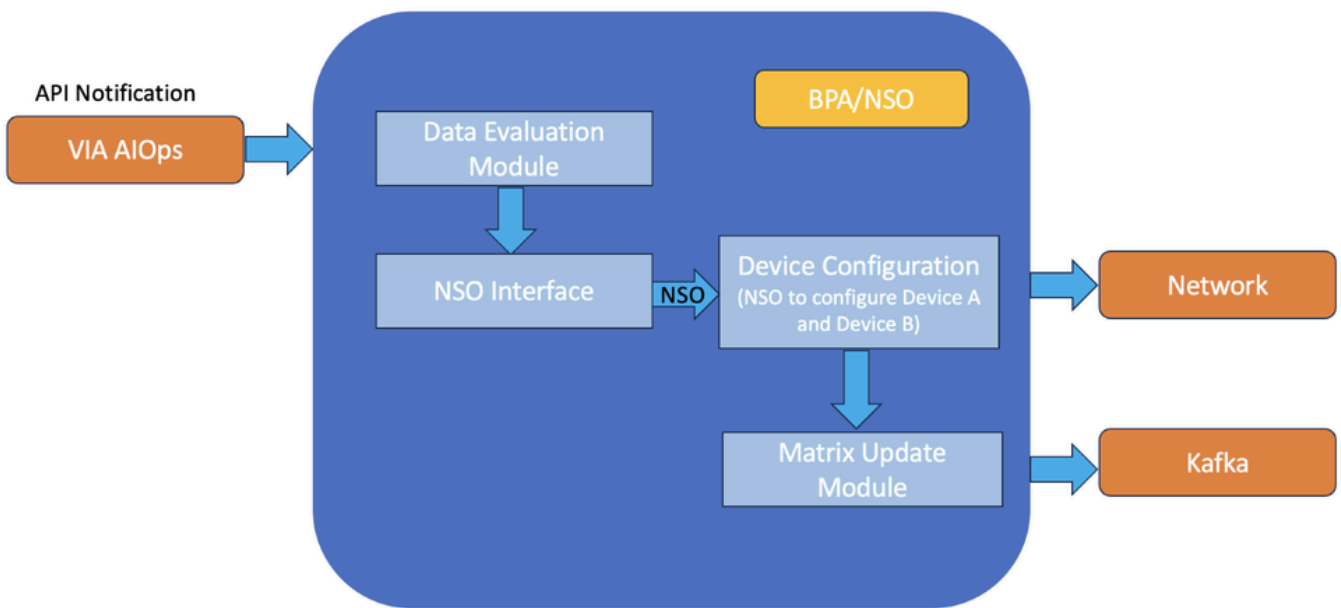 API Notification
VIA AIOps
BPA/NSO
Data Evaluation
Module
NSO Interface
NSO
Device Configuration
(NSO to configure Device A
and Device B)
Network
Matrix Update
Module
Kafka